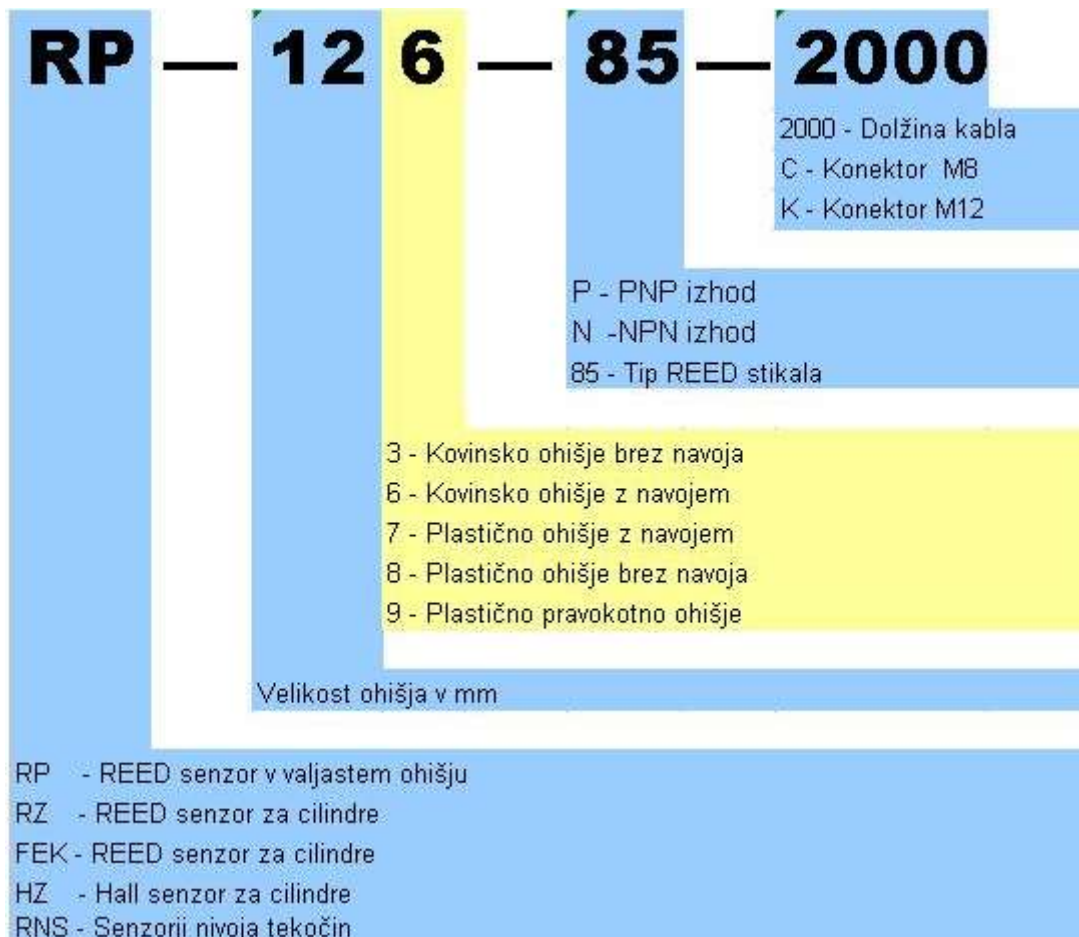 RP — 12 6 — 85 — 2000
2000 - Dolžina kabla
C - Konektor M8
K - Konektor M12
P - PNP izhod
N -NPN izhod
85 - Tip REED stikala
3 - Kovinsko ohišje brez navoja
6 - Kovinsko ohišje z navojem
7 - Plastično ohišje z navojem
8 - Plastično ohišje brez navoja
9 - Plastično pravokotno ohišje
Velikost ohišja v mm
RP - REED senzor v valjastem ohišju
RZ - REED senzor za cilindre
FEK - REED senzor za cilindre
HZ - Hall senzor za cilindre
RNS - Senzorji nivoja tekočin